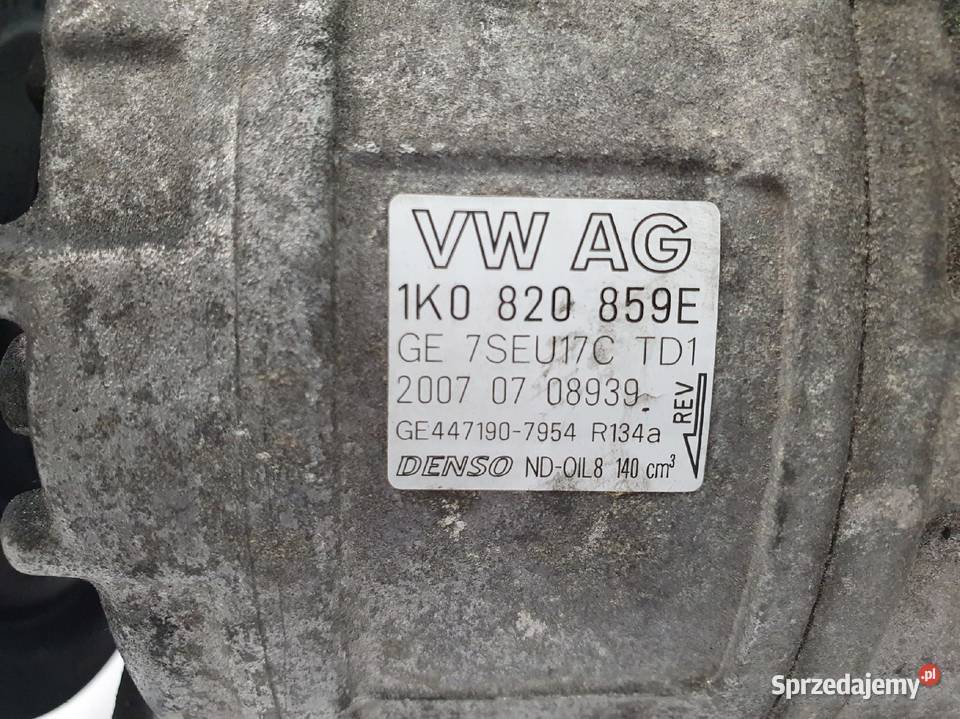 VW AG
1K0 820 859E
GE 7SEU17C TD1
2007 07 08939
REV
GE447190-7954 R134a
DENSO ND-OIL8 140 cm³
Sprzedajemy.pl